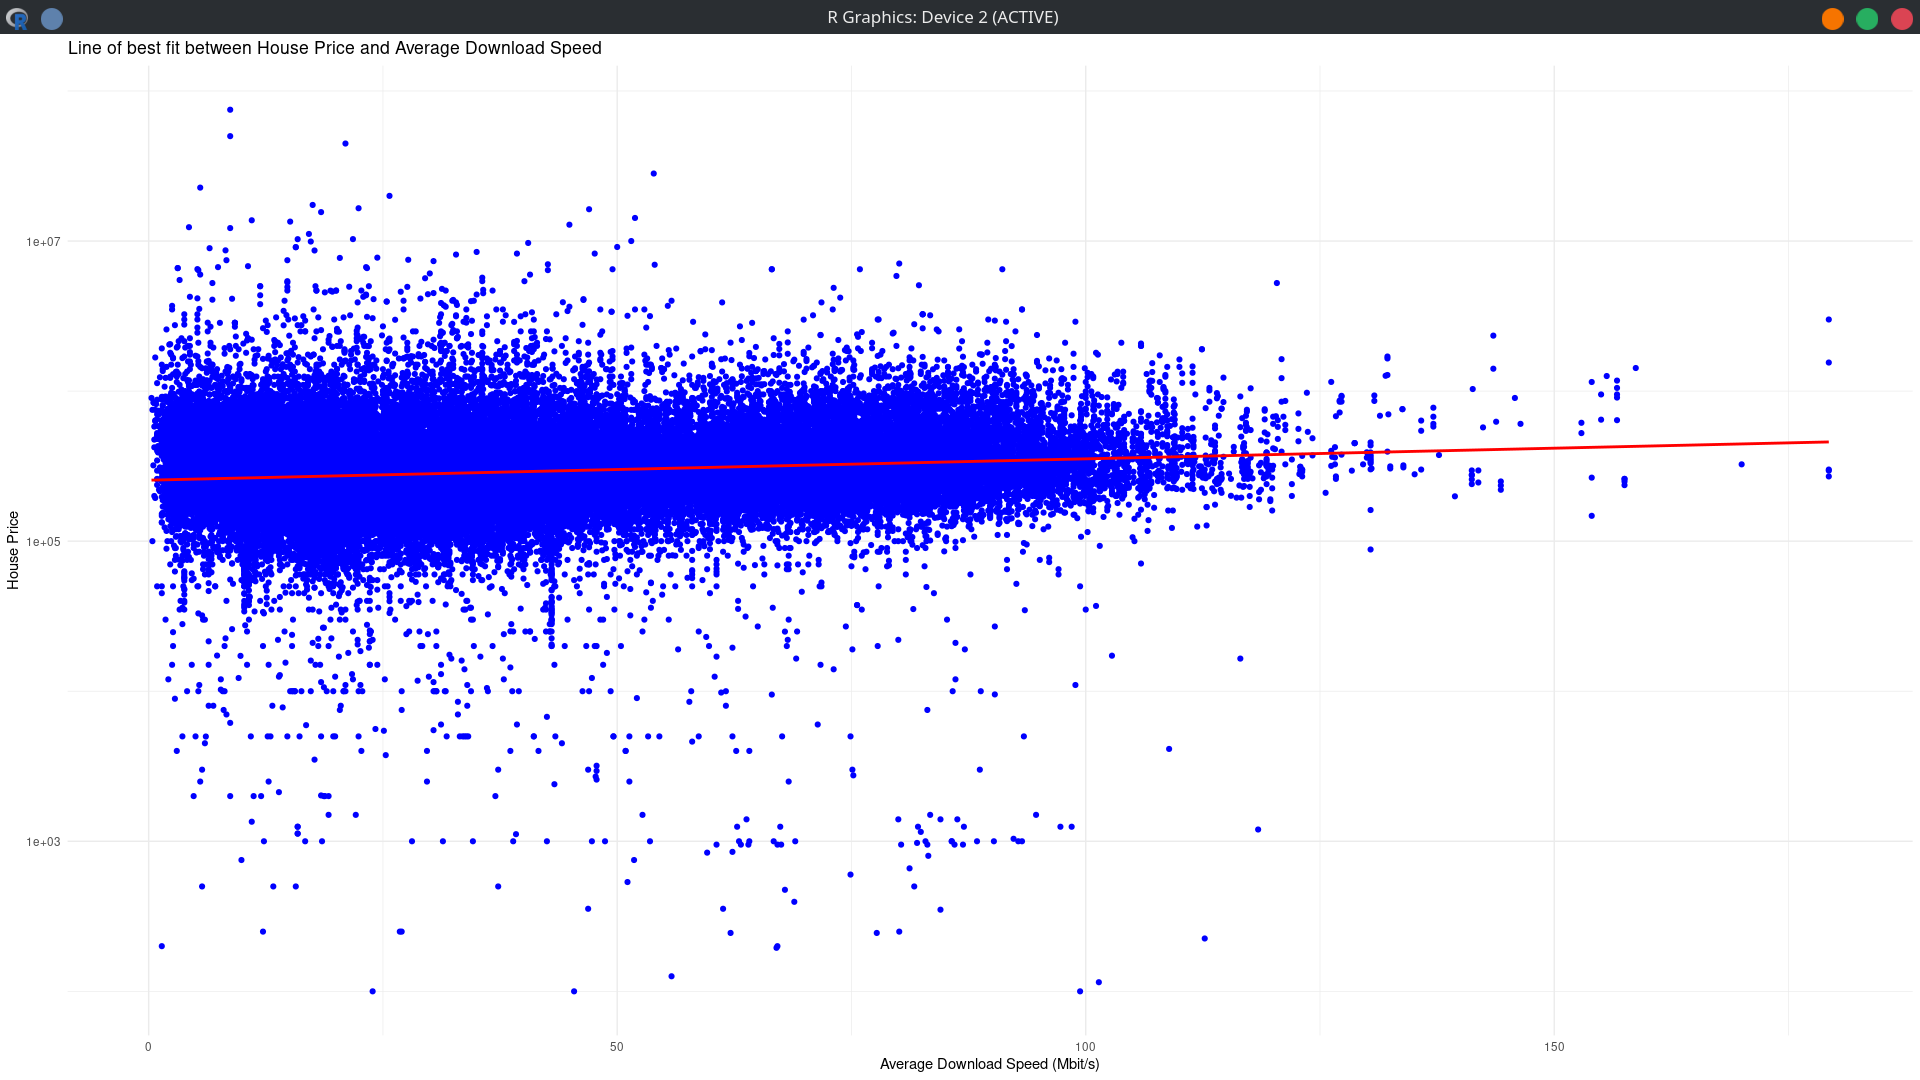 R Graphics: Device 2 (ACTIVE)
Line of best fit between House Price and Average Download Speed
House Price
1e+07
1e+05
1e+03
0 50 100 150
Average Download Speed (Mbit/s)